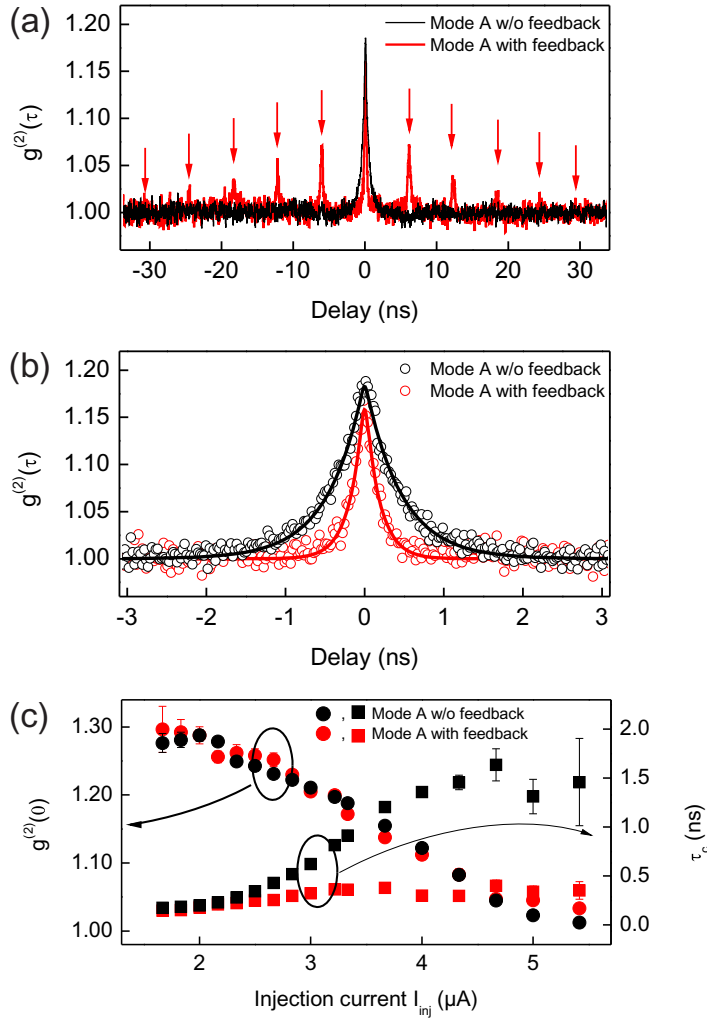 (a)
Mode A w/o feedback
Mode A with feedback
1.20
1.15
1.10
1.05
1.00
g(2)(τ)
-30 -20 -10 0 10 20 30
Delay (ns)
(b)
Mode A w/o feedback
Mode A with feedback
1.20
1.15
1.10
1.05
1.00
g(2)(τ)
-3 -2 -1 0 1 2 3
Delay (ns)
(c)
, Mode A w/o feedback
, Mode A with feedback
1.30
1.20
1.10
1.00
g(2)(0)
2.0
1.5
1.0
0.5
0.0
τc (ns)
2 3 4 5
Injection current Iinj (µA)